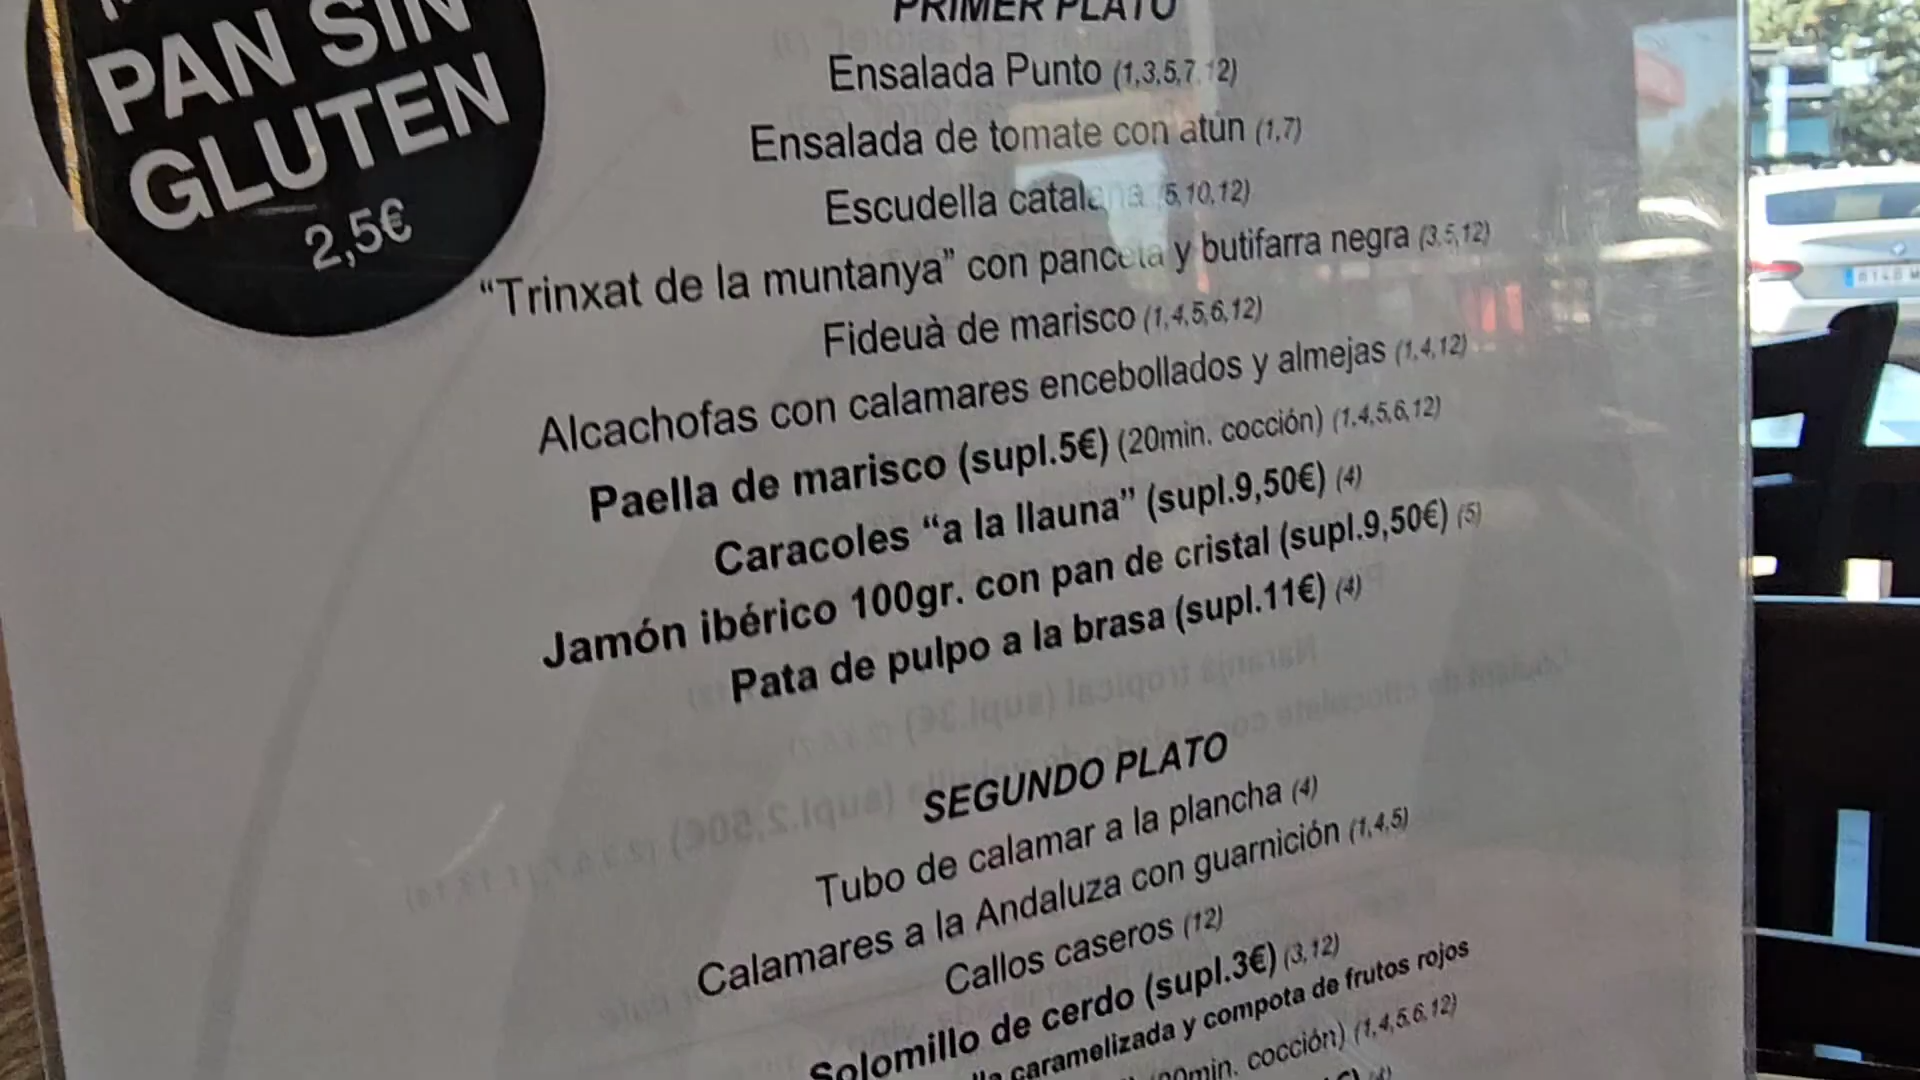 PAN SIN
GLUTEN
2,5€
PRIMER PLATO
Ensalada Punto (1,3,5,7,12)
Ensalada de tomate con atún (1,7)
Escudella catalana (5,10,12)
“Trinxat de la muntanya” con panceta y butifarra negra (3,5,12)
Fideuà de marisco (1,4,5,6,12)
Alcachofas con calamares encebollados y almejas (1,4,12)
Paella de marisco (supl.5€) (20min. cocción) (1,4,5,6,12)
Caracoles “a la llauna” (supl.9,50€) (4)
Jamón ibérico 100gr. con pan de cristal (supl.9,50€) (5)
Pata de pulpo a la brasa (supl.11€) (4)
SEGUNDO PLATO
Tubo de calamar a la plancha (4)
Calamares a la Andaluza con guarnición (1,4,5)
Callos caseros (12)
Solomillo de cerdo (supl.3€) (3,12)
caramelizada y compota de frutos rojos
cocción) (1,4,5,6,12)